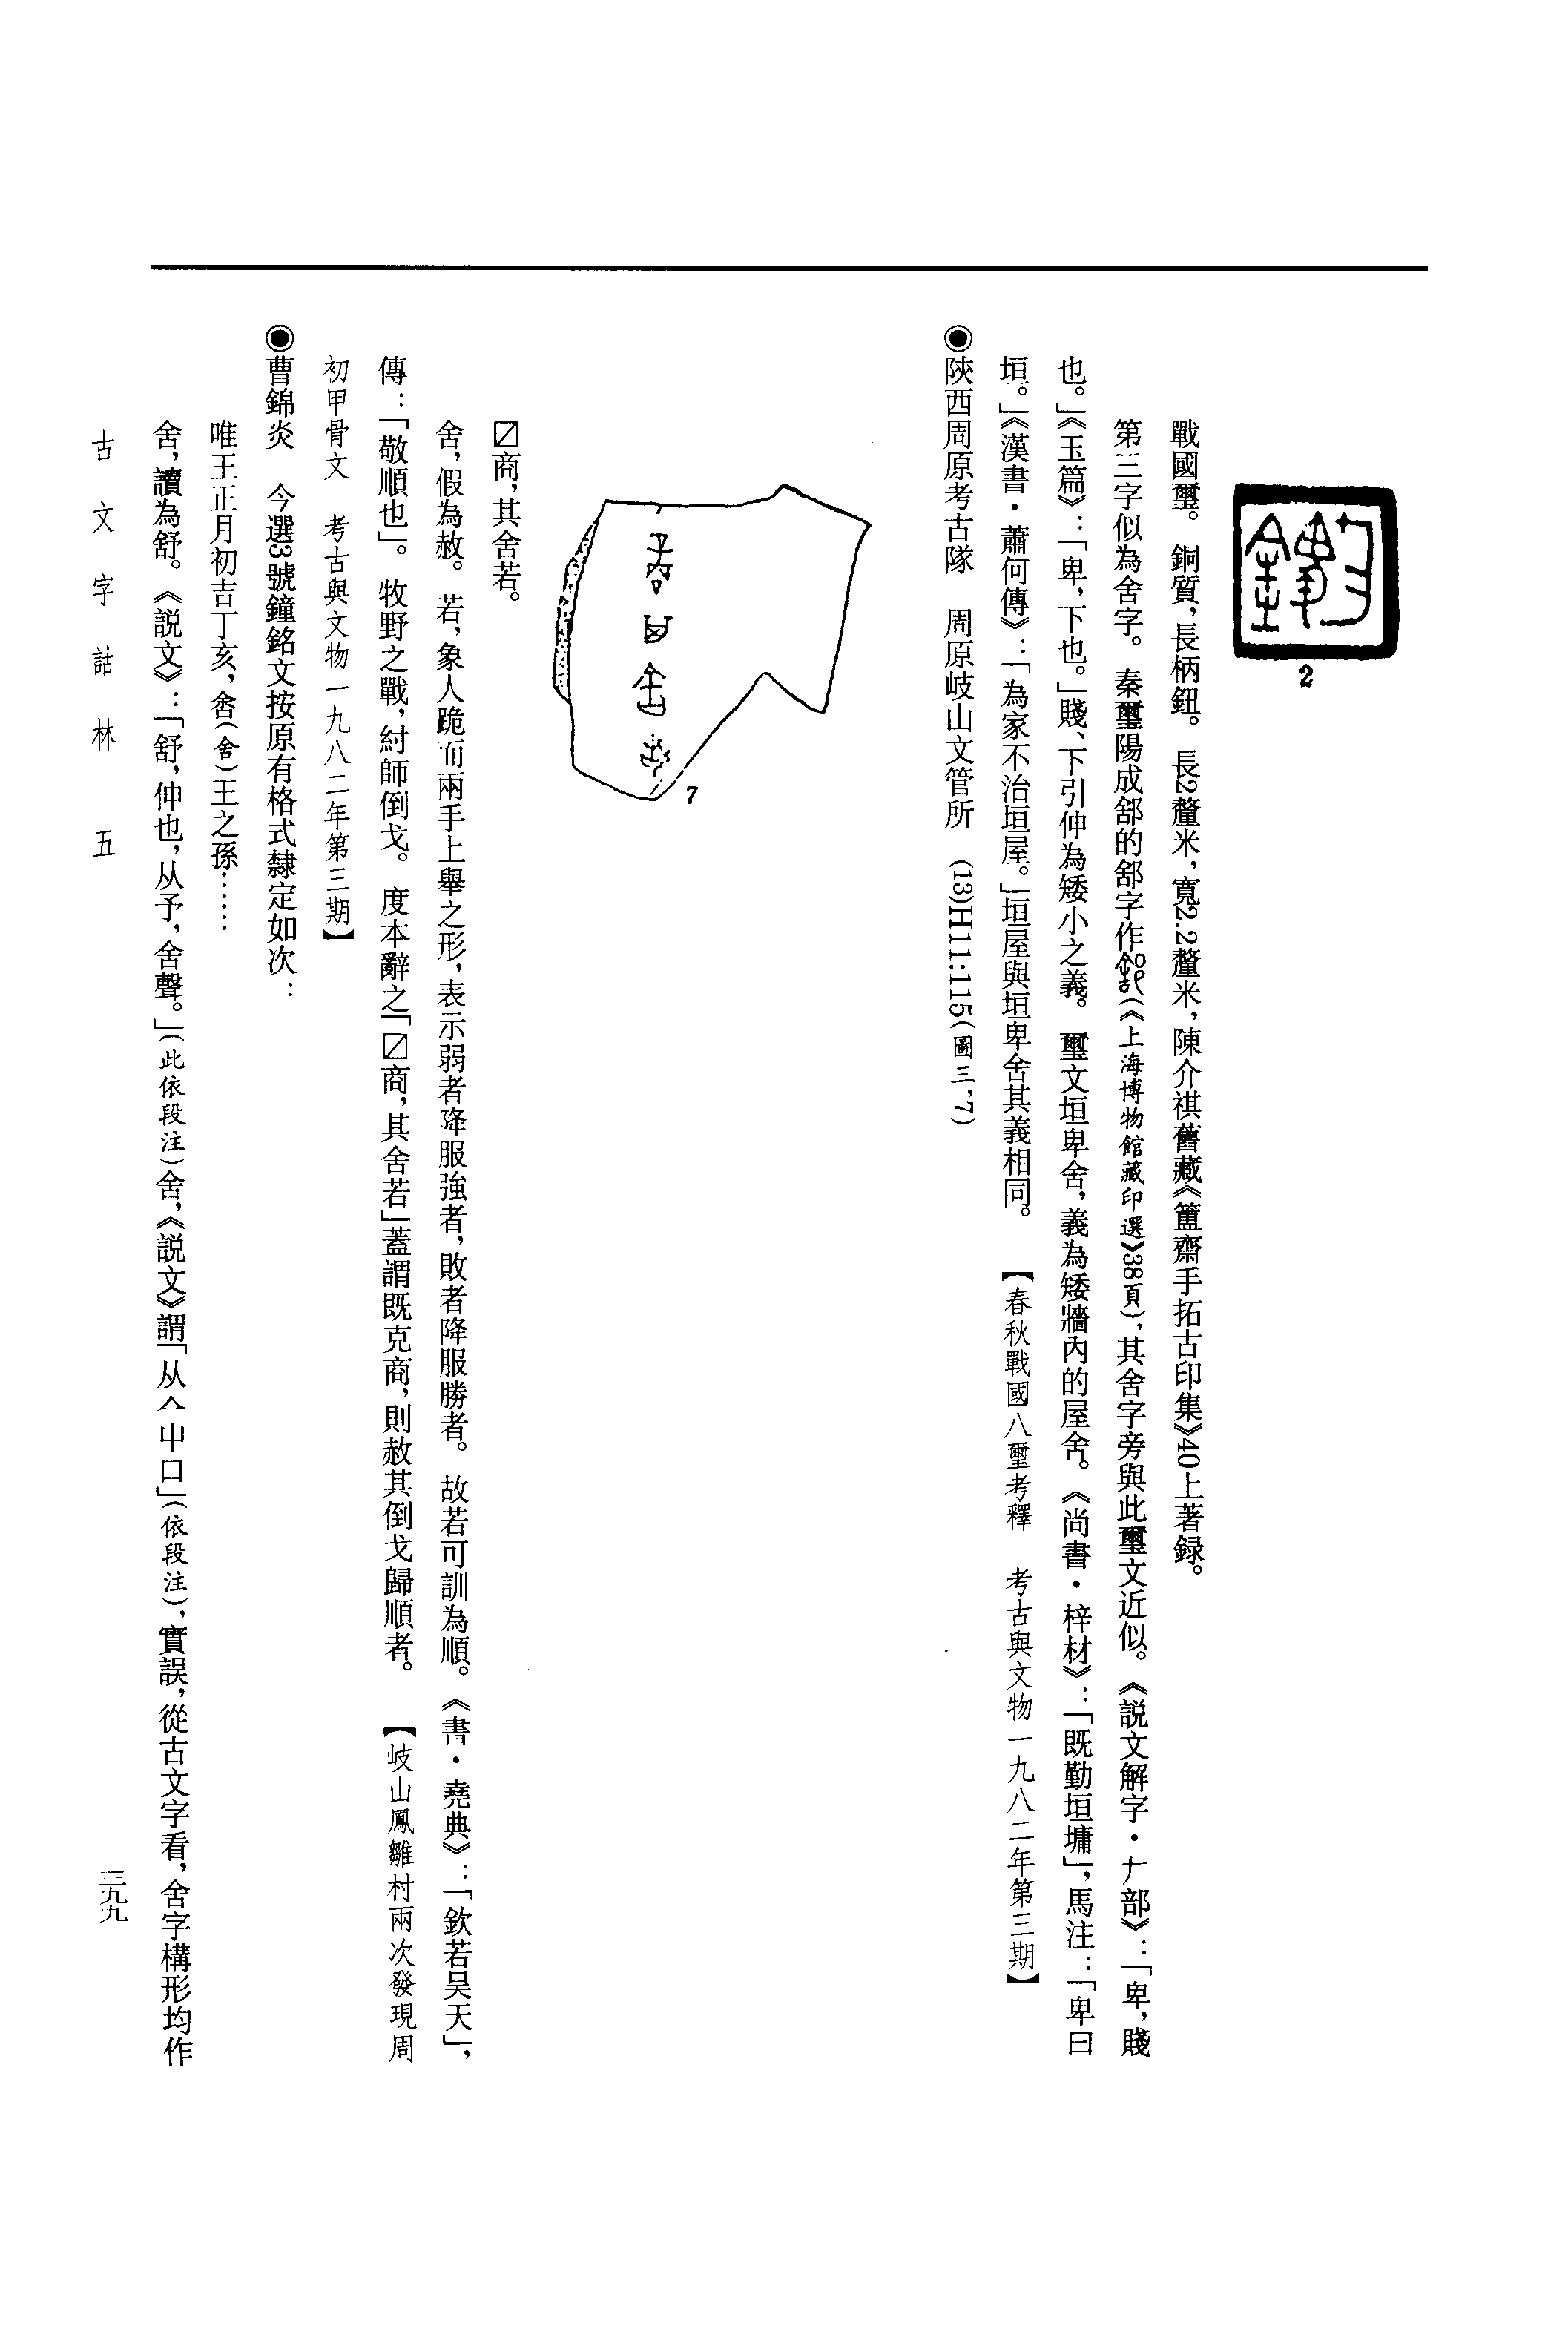 2
戰國璽。銅質，長柄鈕。長2釐米，寬2.2釐米，陳介祺舊藏《簠齋手拓古印集》40上著録。
第三字似為舍字。秦璽陽成郃的郃字作(《上海博物館藏印選》38頁)，其舍字旁與此璽文近似。《説文解字·𠂇部》：「卑，賤
也。」《玉篇》：「卑，下也。」賤、下引伸為矮小之義。璽文垣卑舍，義為矮牆内的屋舍。《尚書·梓材》：「既勤垣墉」，馬注：「卑曰
垣。」《漢書·蕭何傳》：「為家不治垣屋。」垣屋與垣卑舍其義相同。　【春秋戰國八璽考釋　考古與文物一九八二年第三期】
◉陝西周原考古隊　周原岐山文管所　(13)H11:115(圖三，7)
7
☑商，其舍若。
舍，假為赦。若，象人跪而兩手上舉之形，表示弱者降服強者，敗者降服勝者。故若可訓為順。《書·堯典》：「欽若昊天」，
傳：「敬順也」。牧野之戰，紂師倒戈。度本辭之「☑商，其舍若」蓋謂既克商，則赦其倒戈歸順者。　【岐山鳳雛村兩次發現周
初甲骨文　考古與文物一九八二年第三期】
◉曹錦炎　今選3號鐘銘文按原有格式隸定如次：
唯王正月初吉丁亥，㪯(舍)王之孫……
舍，讀為舒。《説文》：「舒，伸也，从予，舍聲。」(此依段注)舍，《説文》謂「从亼屮口」(依段注)，實誤，從古文字看，舍字構形均作
古文字詁林　五
三九九